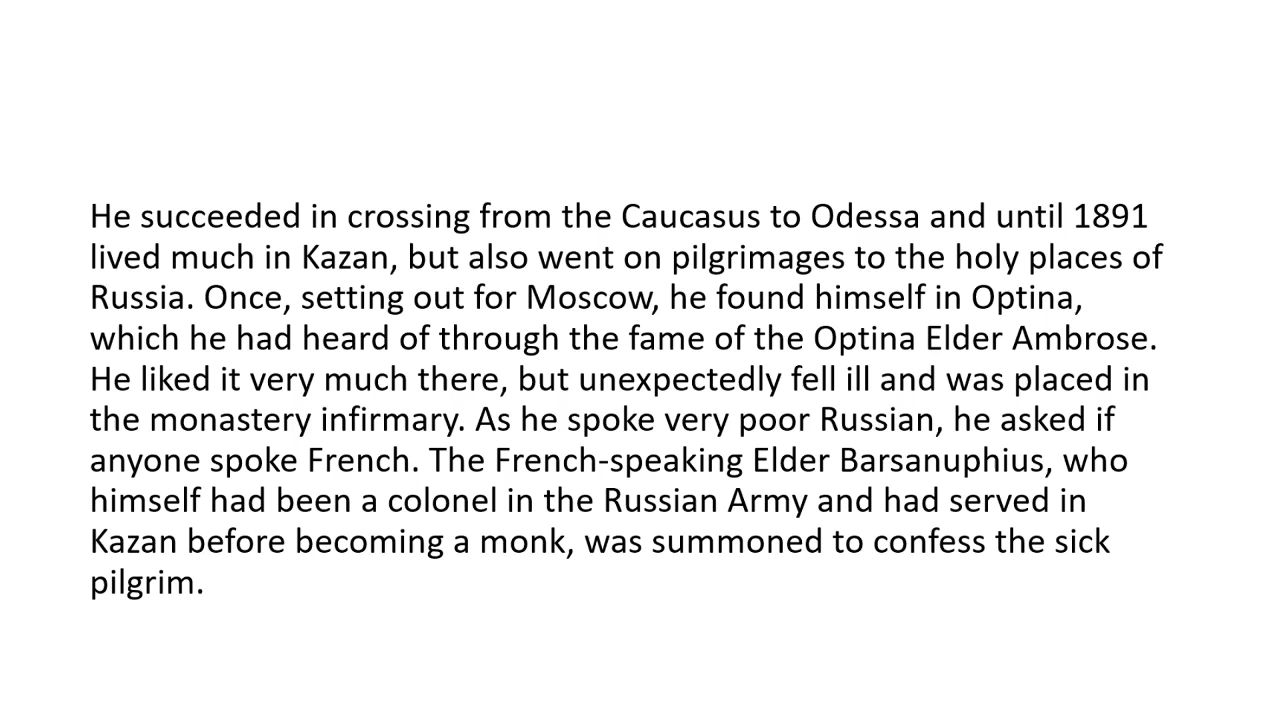 He succeeded in crossing from the Caucasus to Odessa and until 1891
lived much in Kazan, but also went on pilgrimages to the holy places of
Russia. Once, setting out for Moscow, he found himself in Optina,
which he had heard of through the fame of the Optina Elder Ambrose.
He liked it very much there, but unexpectedly fell ill and was placed in
the monastery infirmary. As he spoke very poor Russian, he asked if
anyone spoke French. The French-speaking Elder Barsanuphius, who
himself had been a colonel in the Russian Army and had served in
Kazan before becoming a monk, was summoned to confess the sick
pilgrim.